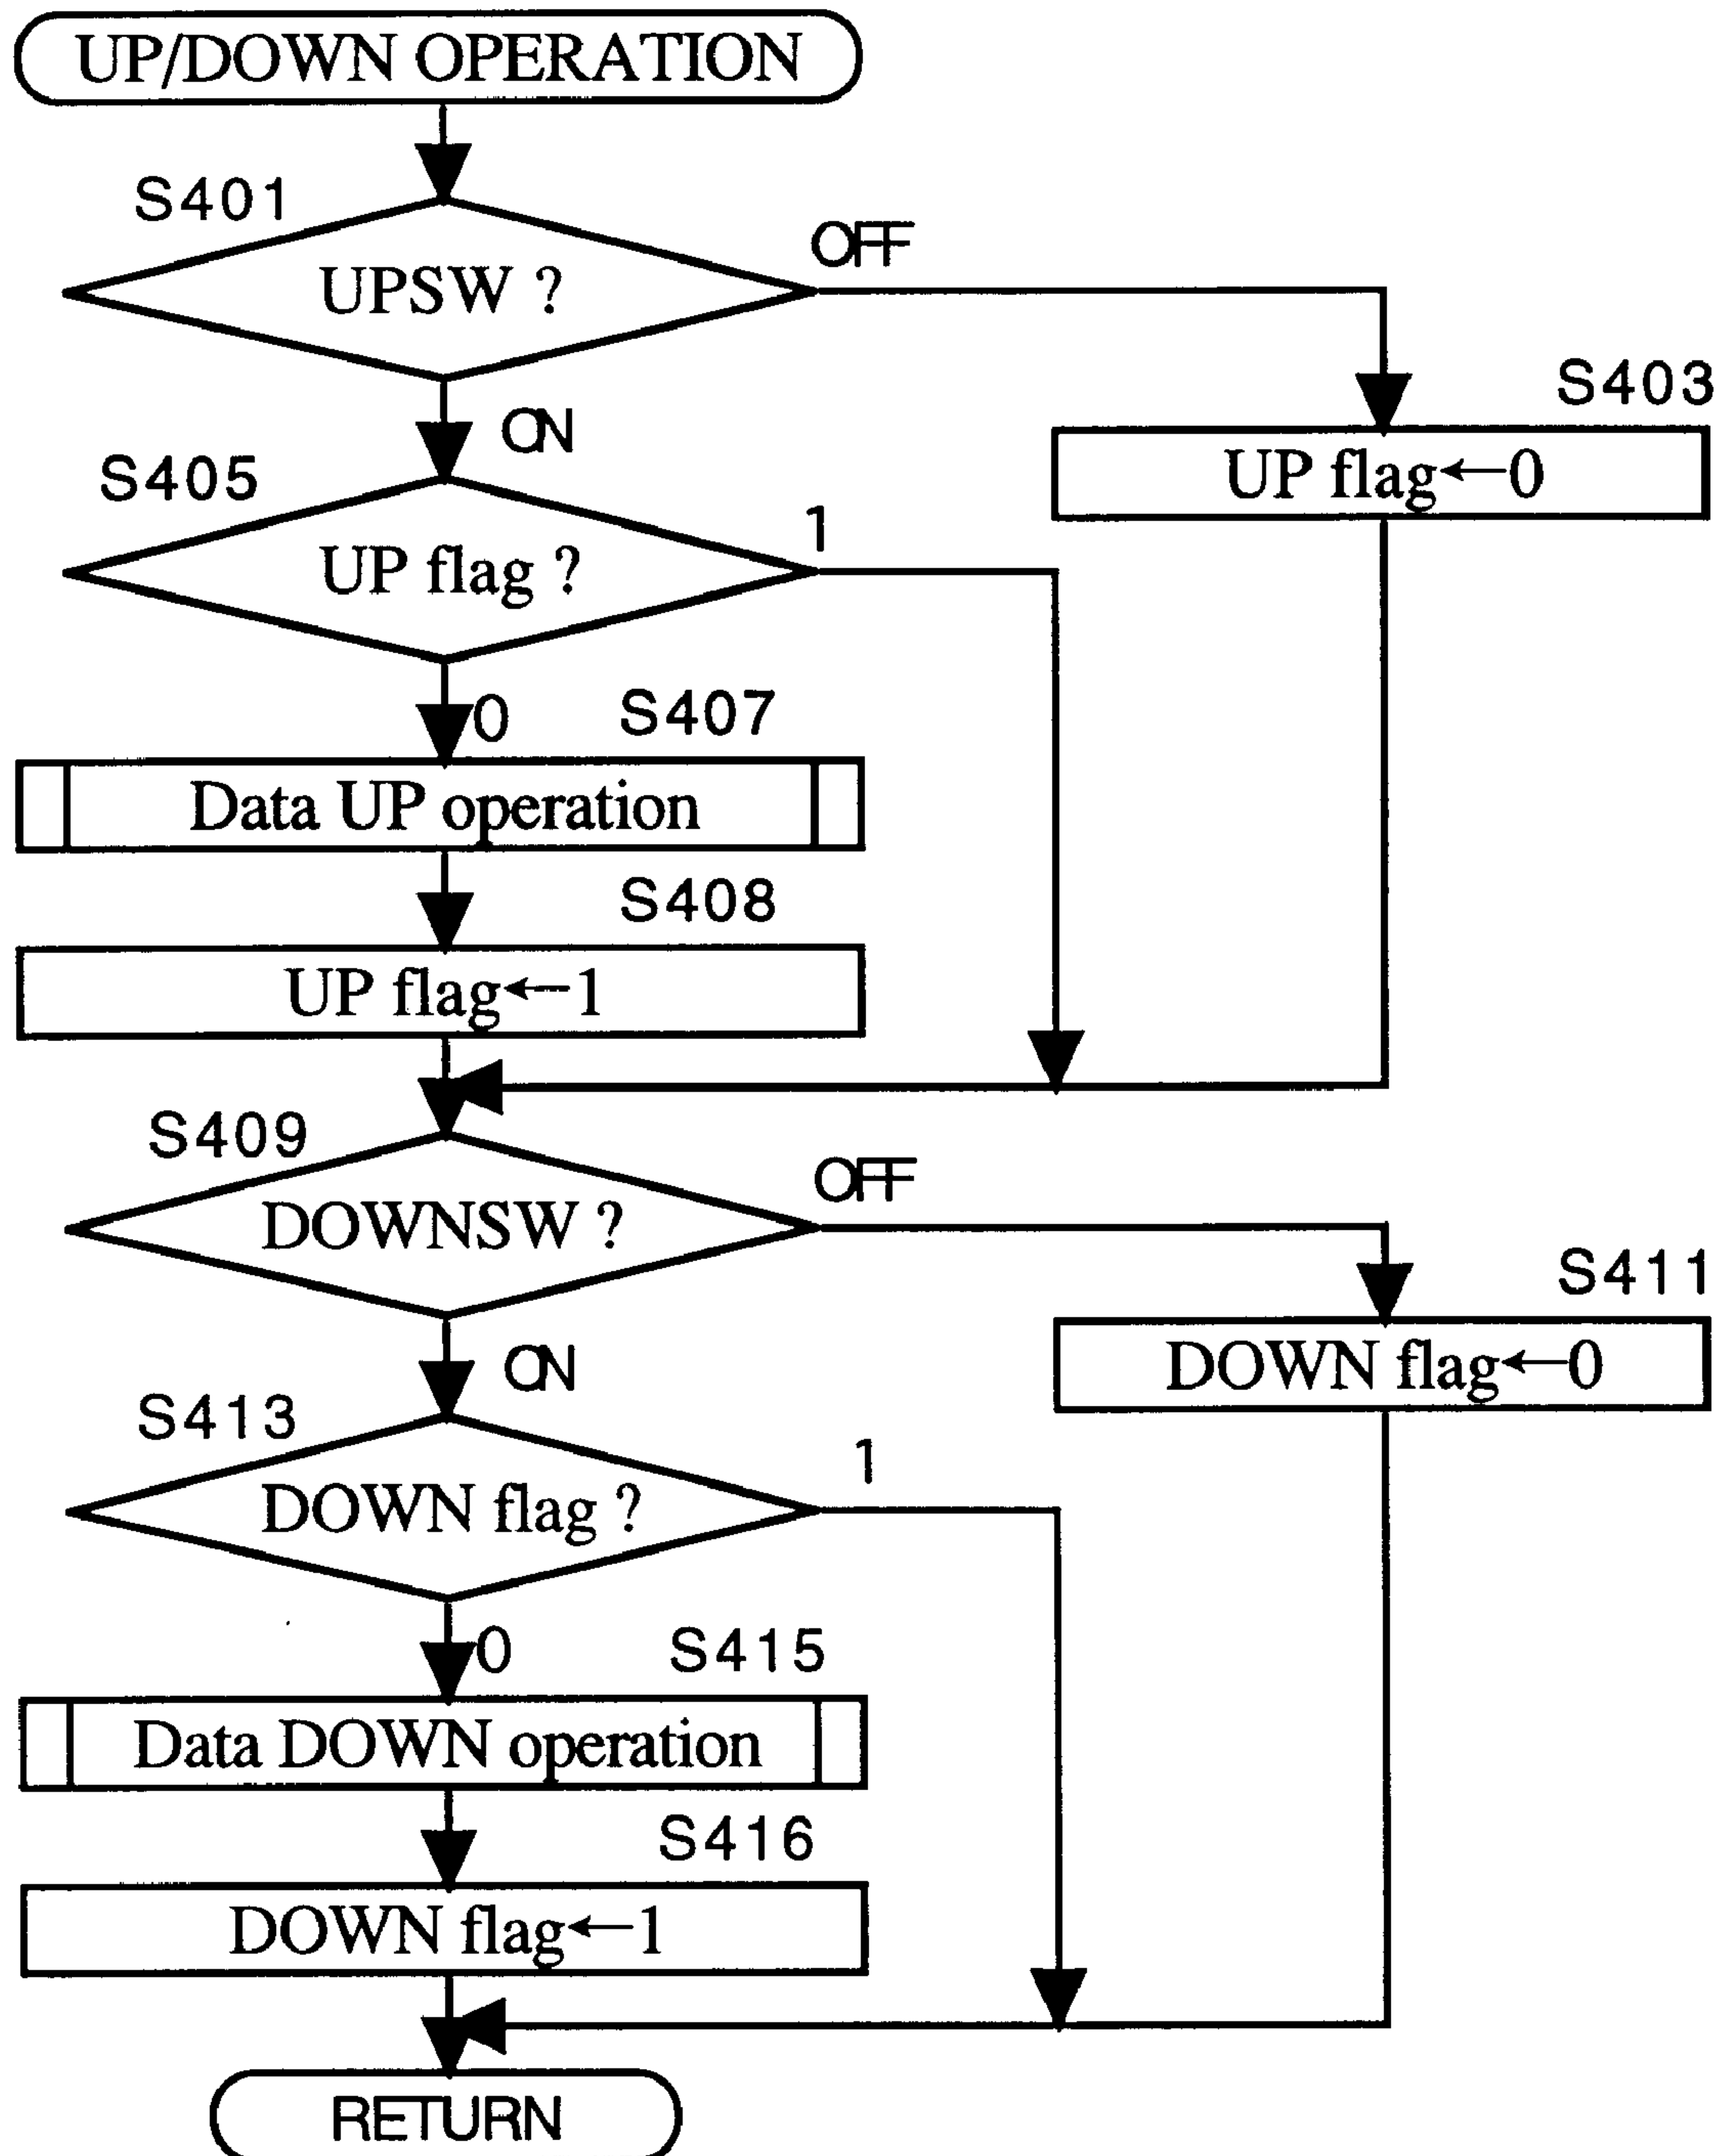 UP/DOWN OPERATION
S401
UPSW ?
OFF
S403
UP flag←0
ON
S405
UP flag ?
1
0
S407
Data UP operation
S408
UP flag←1
S409
DOWNSW ?
OFF
S411
DOWN flag←0
ON
S413
DOWN flag ?
1
0
S415
Data DOWN operation
S416
DOWN flag←1
RETURN